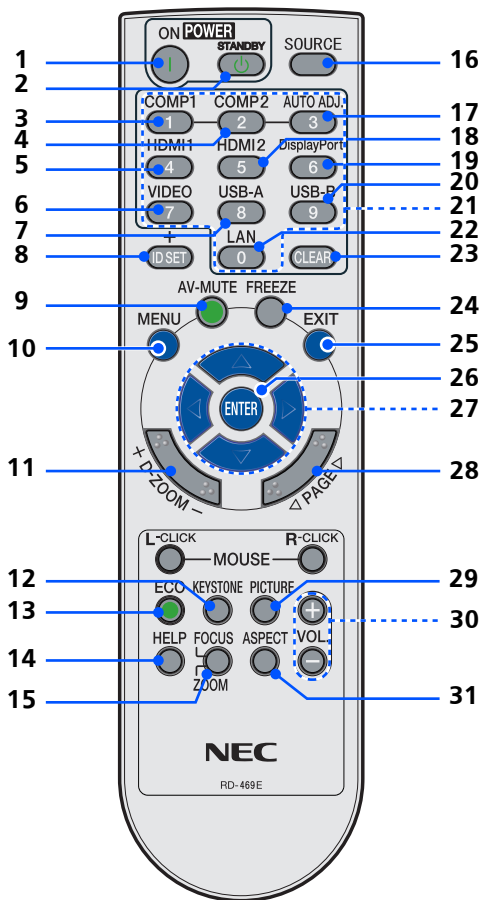 ON POWER
STANDBY
SOURCE
1
2
16
COMP1 COMP2 AUTO ADJ.
1 2 3
3
4
17
18
HDMI1 HDMI2 DisplayPort
4 5 6
5
19
VIDEO USB-A USB-B
7 8 9
6
7
20
21
22
+ LAN
ID SET 0 CLEAR
8
23
AV-MUTE FREEZE
9
24
MENU EXIT
10
25
ENTER
26
27
+ D-ZOOM −
◁ PAGE ▷
11
28
L-CLICK R-CLICK
MOUSE
12
29
ECO KEYSTONE PICTURE
+
13
30
HELP FOCUS ASPECT VOL.
−
ZOOM
14
15
31
NEC
RD-469E